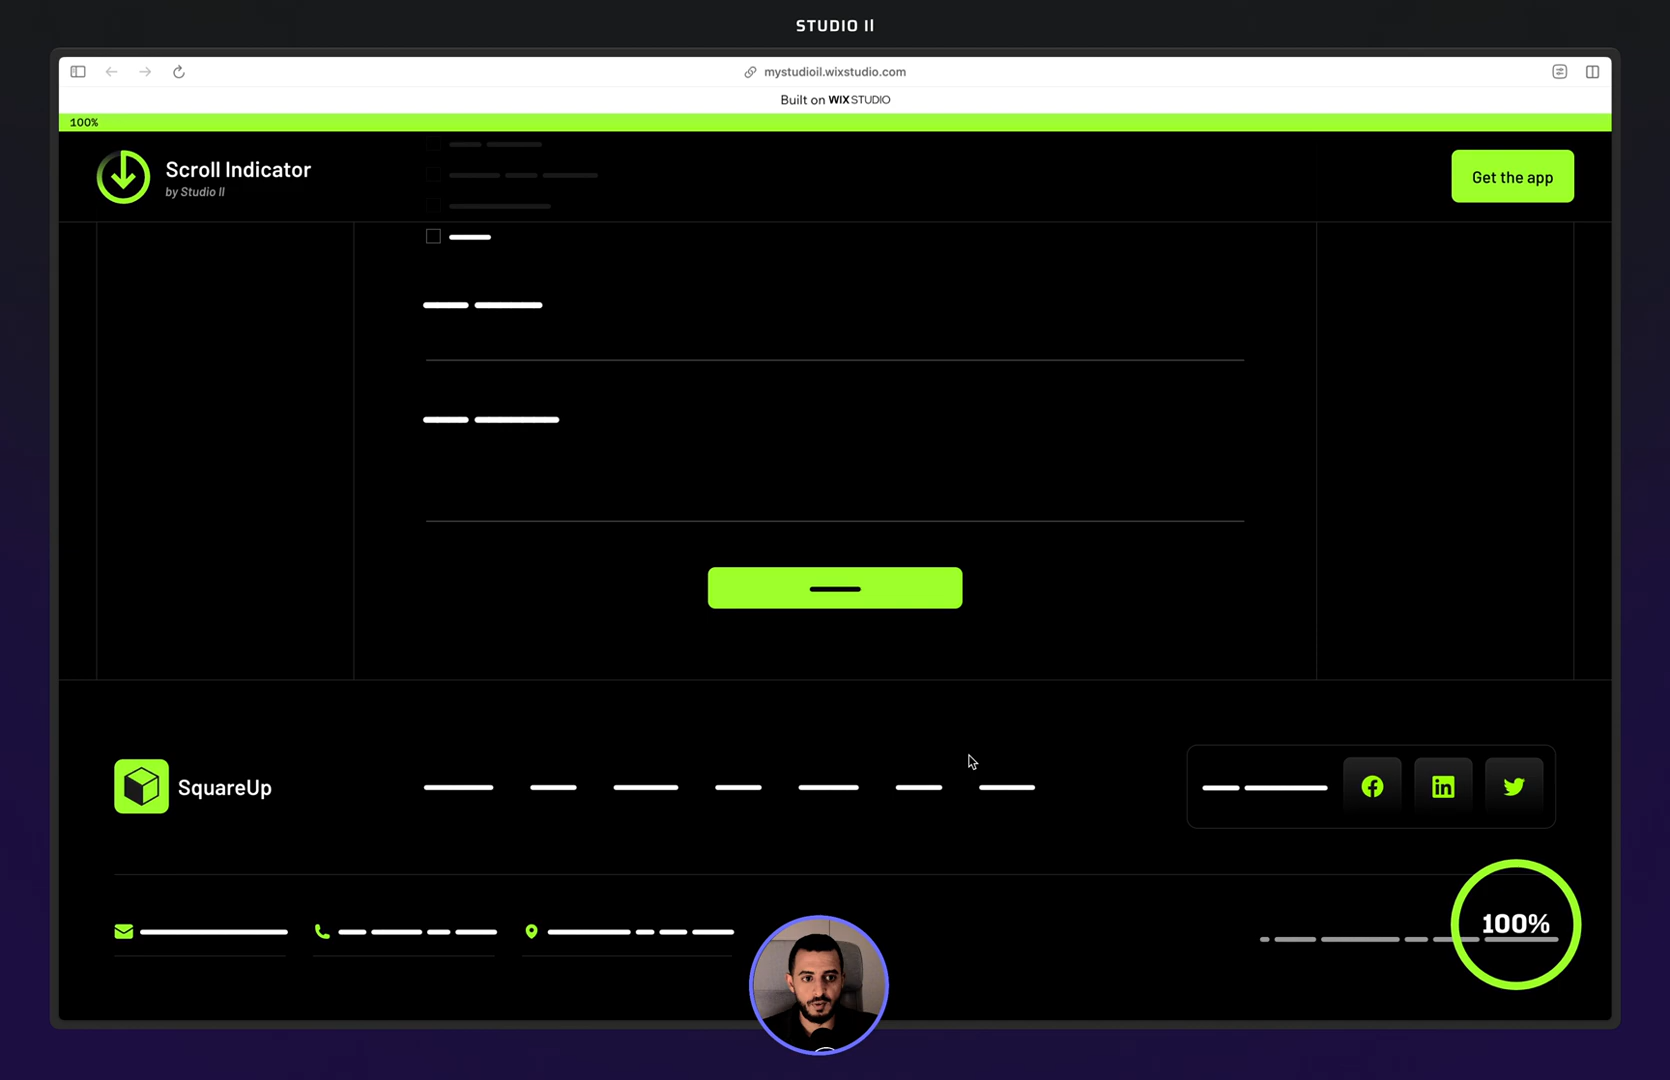 STUDIO II
mystudioil.wixstudio.com
Built on WIX STUDIO
100%
Scroll Indicator
by Studio II
Get the app
SquareUp
100%